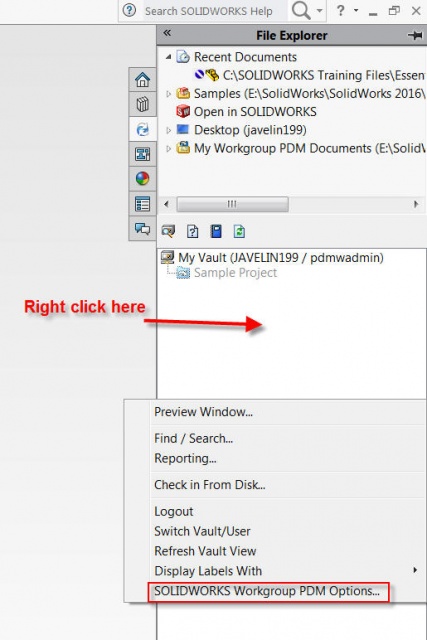 Search SOLIDWORKS Help
File Explorer
Recent Documents
C:\SOLIDWORKS Training Files\Essen
Samples (E:\SolidWorks\SolidWorks 2016\
Open in SOLIDWORKS
Desktop (javelin199)
My Workgroup PDM Documents (E:\SolidV
My Vault (JAVELIN199 / pdmwadmin)
Sample Project
Right click here
Preview Window...
Find / Search...
Reporting...
Check in From Disk...
Logout
Switch Vault/User
Refresh Vault View
Display Labels With
SOLIDWORKS Workgroup PDM Options...